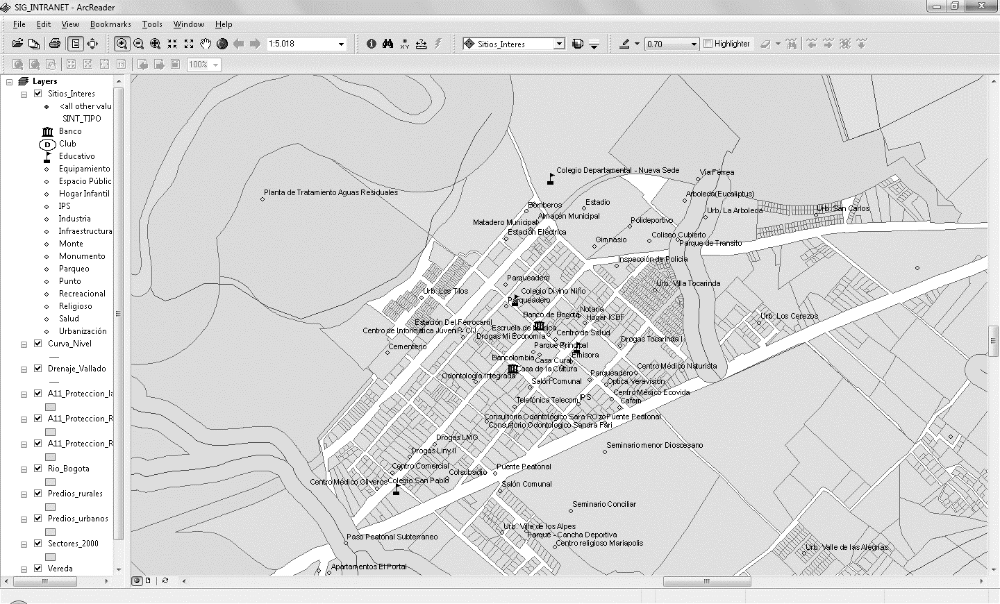 SIG_INTRANET - ArcReader
File Edit View Bookmarks Tools Window Help
1:5.018
Sitios_Interes
0.70
Highlighter
100%
Layers
Sitios_Interes
<all other valu
SINT_TIPO
Banco
D Club
Educativo
Equipamiento
Espacio Públic
Hogar Infantil
IPS
Industria
Infraestructura
Monte
Monumento
Parqueo
Punto
Recreacional
Religioso
Salud
Urbanización
Curva_Nivel
Drenaje_Vallado
A11_Proteccion_la
A11_Proteccion_R
A11_Proteccion_R
Rio_Bogota
Predios_rurales
Predios_urbanos
Sectores_2000
Vereda
Colegio Departamental - Nueva Sede
Vía Férrea
Planta de Tratamiento Aguas Residuales
Arboleda(Eucaliptus)
Bomberos
Estadio
Urb. La Arboleda
Urb. San Carlos
Almacén Municipal
Matadero Municipal
Polideportivo
Estación Eléctrica
Coliseo Cubierto
Gimnasio
Parque de Transito
Inspección de Policia
Parqueadero
Urb. Villa Tocarinda
Urb. Los Tilos
Colegio Divino Niño
Parqueadero
Notaria
Banco de Bogotá
Hogar ICBF
Urb. Los Cerezos
Estación Del Ferrocarril
Escruela de Música
Centro de Informatica Juvenil - CIJ
Centro de Salud
Drogas Mi Economía
Drogas Tocarinda I
Cementerio
Parque Principal
Emisora
Bancolombia
Casa Cural
Casa de la Cultura
Centro Médico Naturista
Odontología Integrada
Parqueadero
Salón Comunal
Optica Veravisión
Centro Médico Ecovida
Telefónica Telecom
IPS
Cafam
Consultorio Odontológico Sara ROzo
Puente Peatonal
Consultorio Odontologico Sandra Fari
Drogas LMG
Seminario menor Diocesano
Drogas Liny II
Centro Comercial
Puente Peatonal
Colsubsidio
Centro Médico Oliveros
Colegio San Pablo
Salón Comunal
Seminario Conciliar
Urb. Villa de los Alpes
Parque - Cancha Deportiva
Paso Peatonal Subterraneo
Centro religioso Mariapolis
Urb. Valle de las Alegrias
Apartamentos El Portal